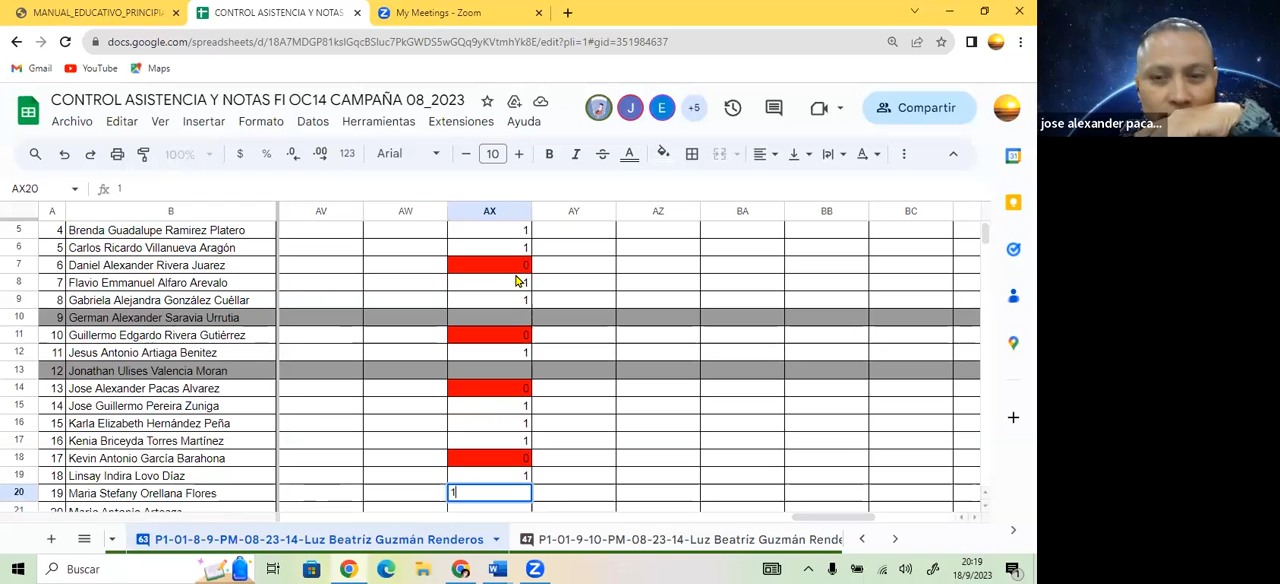 MANUAL_EDUCATIVO_PRINCIPI
CONTROL ASISTENCIA Y NOTAS
My Meetings - Zoom
docs.google.com/spreadsheets/d/18A7MDGP81kslGqcBSluc7PkGWDS5wGQq9yKVtmhYk8E/edit?pli=1#gid=351984637
Gmail YouTube Maps
CONTROL ASISTENCIA Y NOTAS FI OC14 CAMPAÑA 08_2023
J E +5 Compartir
Archivo Editar Ver Insertar Formato Datos Herramientas Extensiones Ayuda
100% $ % .0 .00 123 Arial 10 B I S A
AX20 fx 1
A B AV AW AX AY AZ BA BB BC
5 4 Brenda Guadalupe Ramirez Platero 1
6 5 Carlos Ricardo Villanueva Aragón 1
7 6 Daniel Alexander Rivera Juarez 0
8 7 Flavio Emmanuel Alfaro Arevalo 1
9 8 Gabriela Alejandra González Cuéllar 1
10 9 German Alexander Saravia Urrutia
11 10 Guillermo Edgardo Rivera Gutiérrez 0
12 11 Jesus Antonio Artiaga Benitez 1
13 12 Jonathan Ulises Valencia Moran
14 13 Jose Alexander Pacas Alvarez 0
15 14 Jose Guillermo Pereira Zuniga 1
16 15 Karla Elizabeth Hernández Peña 1
17 16 Kenia Briceyda Torres Martínez 1
18 17 Kevin Antonio García Barahona 0
19 18 Linsay Indira Lovo Díaz 1
20 19 Maria Stefany Orellana Flores 1
63 P1-01-8-9-PM-08-23-14-Luz Beatríz Guzmán Renderos
47 P1-01-9-10-PM-08-23-14-Luz Beatríz Guzmán Rende
Buscar
20:19
18/9/2023
jose alexander paca...